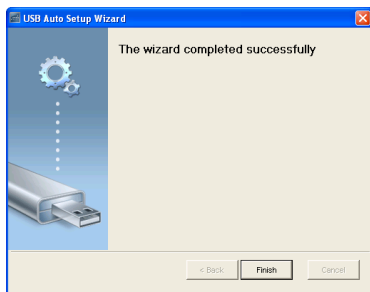 USB Auto Setup Wizard
The wizard completed successfully
< Back
Finish
Cancel